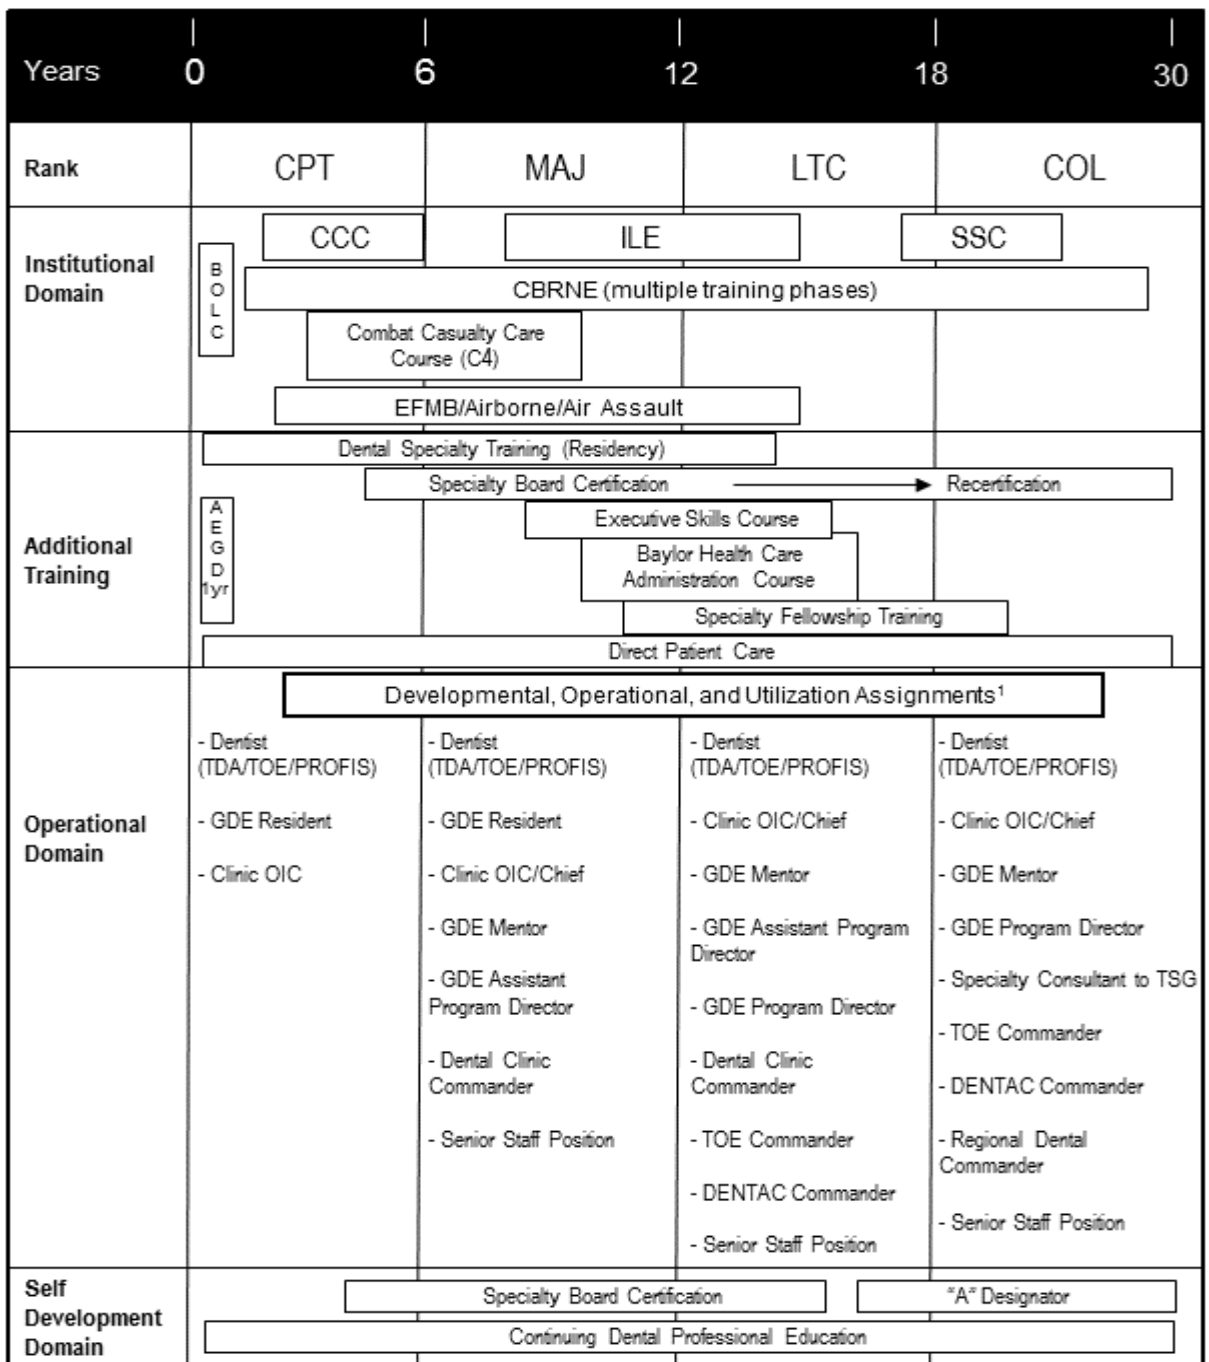 Years 0 6 12 18 30
Rank CPT MAJ LTC COL
Institutional
Domain
BOLC
CCC ILE SSC
CBRNE (multiple training phases)
Combat Casualty Care
Course (C4)
EFMB/Airborne/Air Assault
Additional
Training
AEGD
1yr
Dental Specialty Training (Residency)
Specialty Board Certification Recertification
Executive Skills Course
Baylor Health Care
Administration Course
Specialty Fellowship Training
Direct Patient Care
Operational
Domain
Developmental, Operational, and Utilization Assignments¹
- Dentist
(TDA/TOE/PROFIS)
- GDE Resident
- Clinic OIC
- Dentist
(TDA/TOE/PROFIS)
- GDE Resident
- Clinic OIC/Chief
- GDE Mentor
- GDE Assistant
Program Director
- Dental Clinic
Commander
- Senior Staff Position
- Dentist
(TDA/TOE/PROFIS)
- Clinic OIC/Chief
- GDE Mentor
- GDE Assistant Program
Director
- GDE Program Director
- Dental Clinic
Commander
- TOE Commander
- DENTAC Commander
- Senior Staff Position
- Dentist
(TDA/TOE/PROFIS)
- Clinic OIC/Chief
- GDE Mentor
- GDE Program Director
- Specialty Consultant to TSG
- TOE Commander
- DENTAC Commander
- Regional Dental
Commander
- Senior Staff Position
Self
Development
Domain
Specialty Board Certification
"A" Designator
Continuing Dental Professional Education